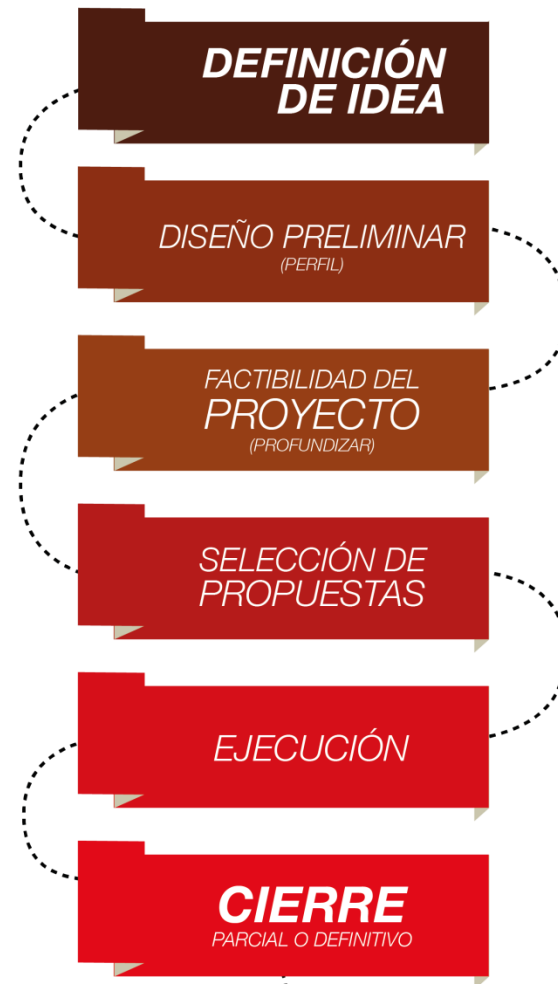 DEFINICIÓN
DE IDEA
DISEÑO PRELIMINAR
(PERFIL)
FACTIBILIDAD DEL
PROYECTO
(PROFUNDIZAR)
SELECCIÓN DE
PROPUESTAS
EJECUCIÓN
CIERRE
PARCIAL O DEFINITIVO